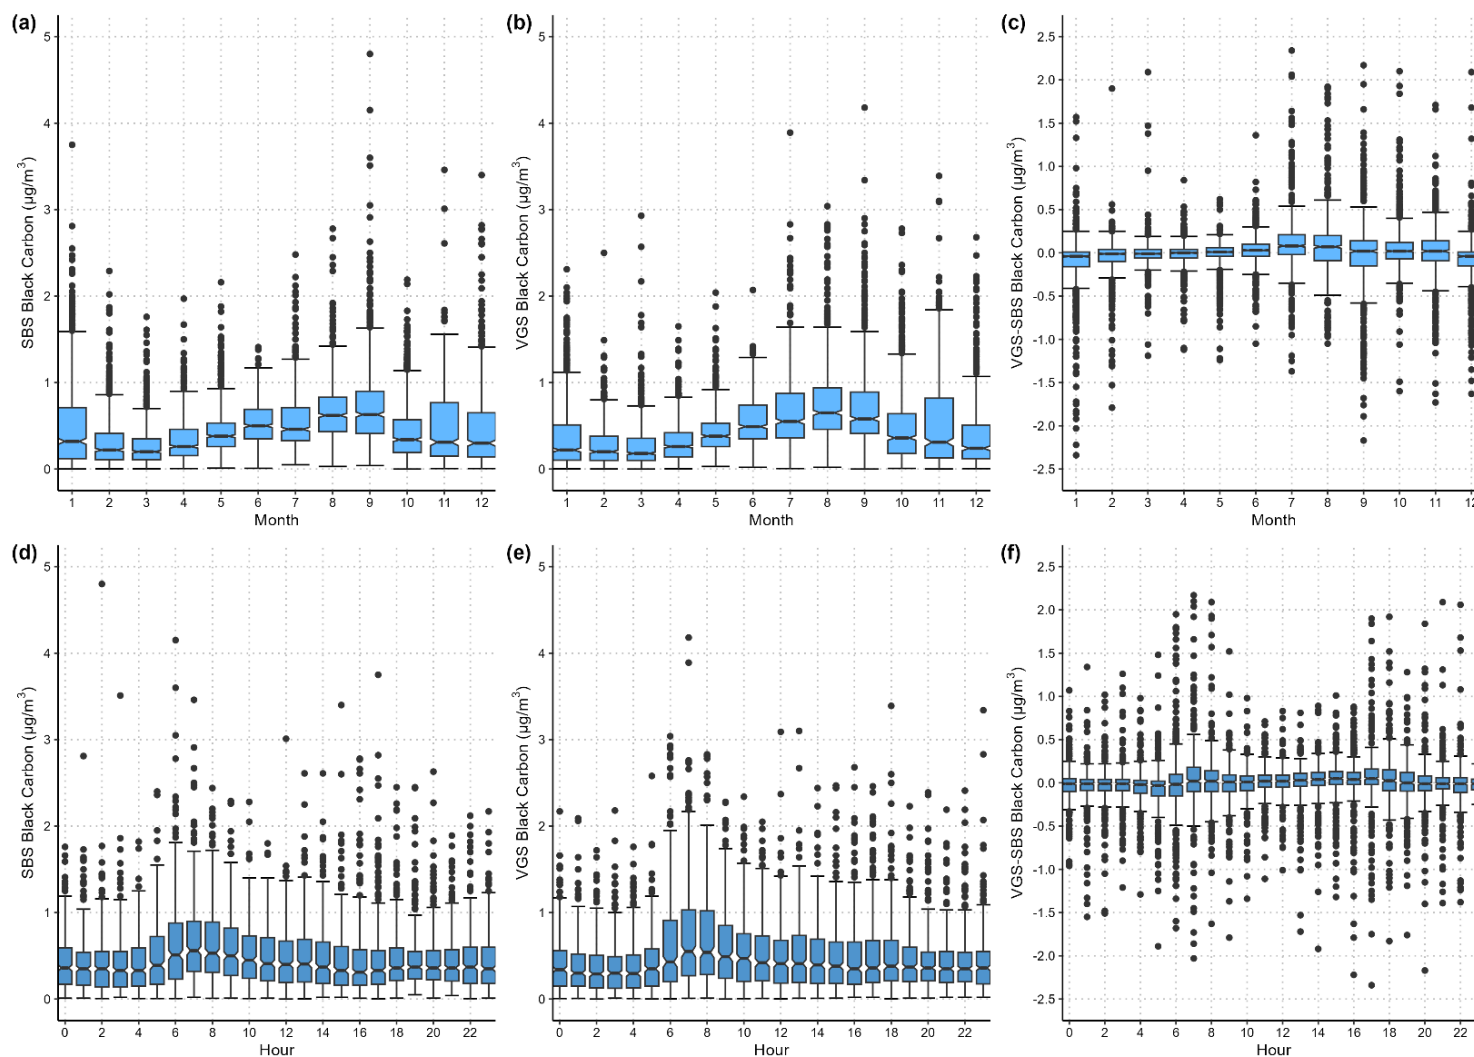 (a)
SBS Black Carbon (µg/m³)
5
4
3
2
1
0
1 2 3 4 5 6 7 8 9 10 11 12
Month
(b)
VGS Black Carbon (µg/m³)
5
4
3
2
1
0
1 2 3 4 5 6 7 8 9 10 11 12
Month
(c)
VGS-SBS Black Carbon (µg/m³)
2.5
2.0
1.5
1.0
0.5
0.0
-0.5
-1.0
-1.5
-2.0
-2.5
1 2 3 4 5 6 7 8 9 10 11 12
Month
(d)
SBS Black Carbon (µg/m³)
5
4
3
2
1
0
0 2 4 6 8 10 12 14 16 18 20 22
Hour
(e)
VGS Black Carbon (µg/m³)
5
4
3
2
1
0
0 2 4 6 8 10 12 14 16 18 20 22
Hour
(f)
VGS-SBS Black Carbon (µg/m³)
2.5
2.0
1.5
1.0
0.5
0.0
-0.5
-1.0
-1.5
-2.0
-2.5
0 2 4 6 8 10 12 14 16 18 20 22
Hour